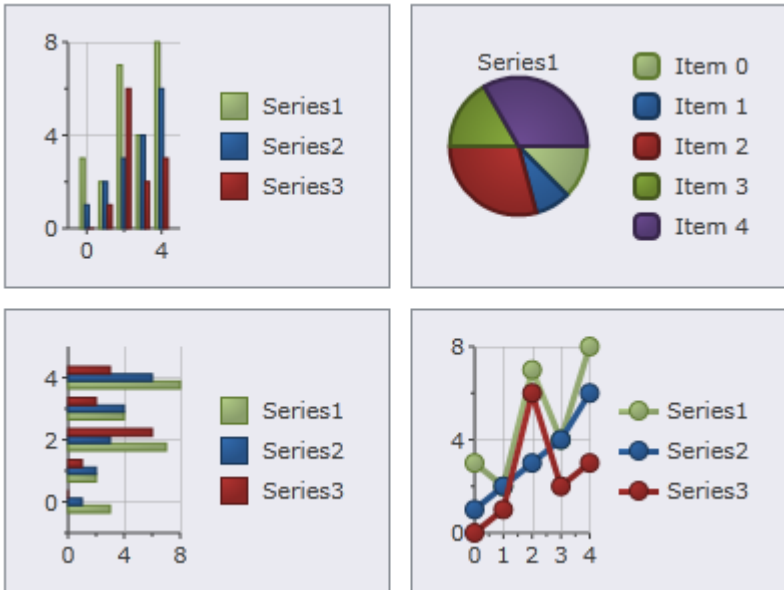 8
4
0
0 4
Series1
Series2
Series3
Series1
Item 0
Item 1
Item 2
Item 3
Item 4
4
2
0
0 4 8
Series1
Series2
Series3
8
4
0
0 1 2 3 4
Series1
Series2
Series3